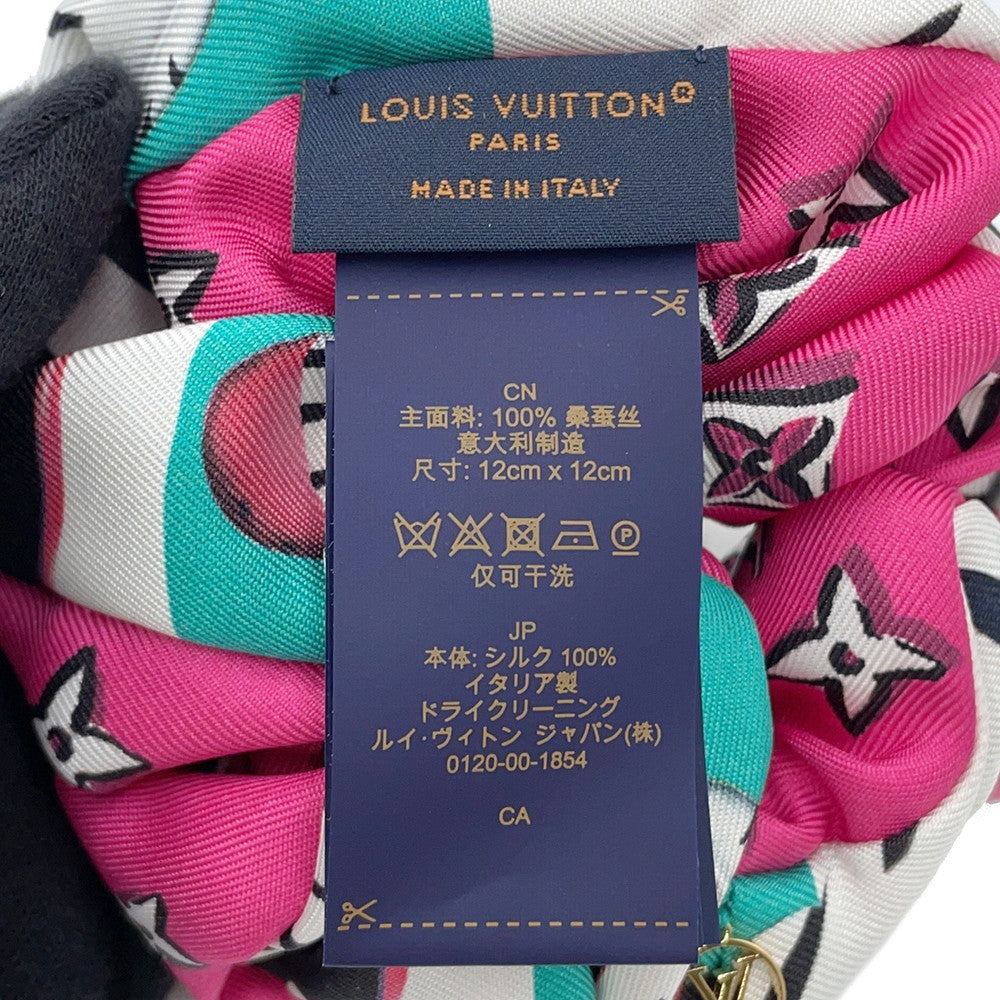 LOUIS VUITTON®
PARIS
MADE IN ITALY
CN
主面料: 100% 桑蚕丝
意大利制造
尺寸: 12cm x 12cm
P
仅可干洗
JP
本体: シルク 100%
イタリア製
ドライクリーニング
ルイ・ヴィトン ジャパン(株)
0120-00-1854
CA
LV